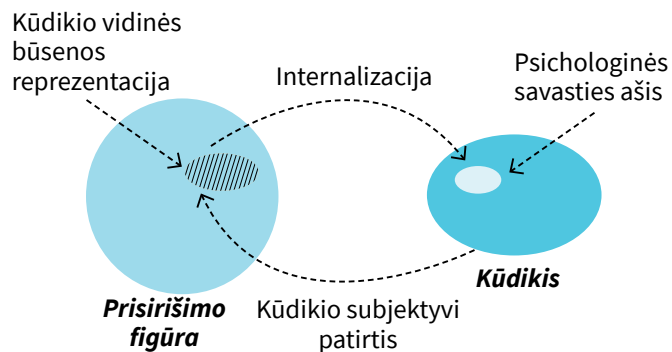 Kūdikio vidinės
būsenos
reprezentacija
Internalizacija
Psichologinės
savasties ašis
Prisirišimo
figūra
Kūdikio subjektyvi
patirtis
Kūdikis